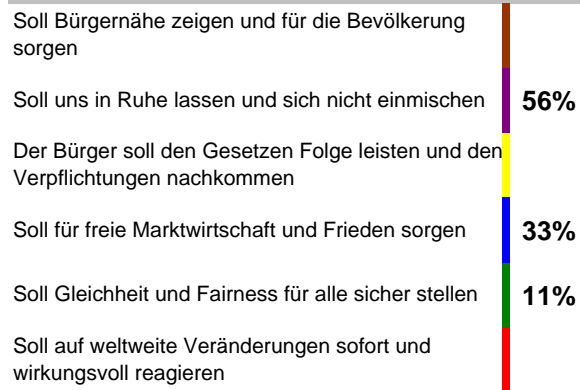 Soll Bürgernähe zeigen und für die Bevölkerung
sorgen
Soll uns in Ruhe lassen und sich nicht einmischen 56%
Der Bürger soll den Gesetzen Folge leisten und den
Verpflichtungen nachkommen
Soll für freie Marktwirtschaft und Frieden sorgen 33%
Soll Gleichheit und Fairness für alle sicher stellen 11%
Soll auf weltweite Veränderungen sofort und
wirkungsvoll reagieren